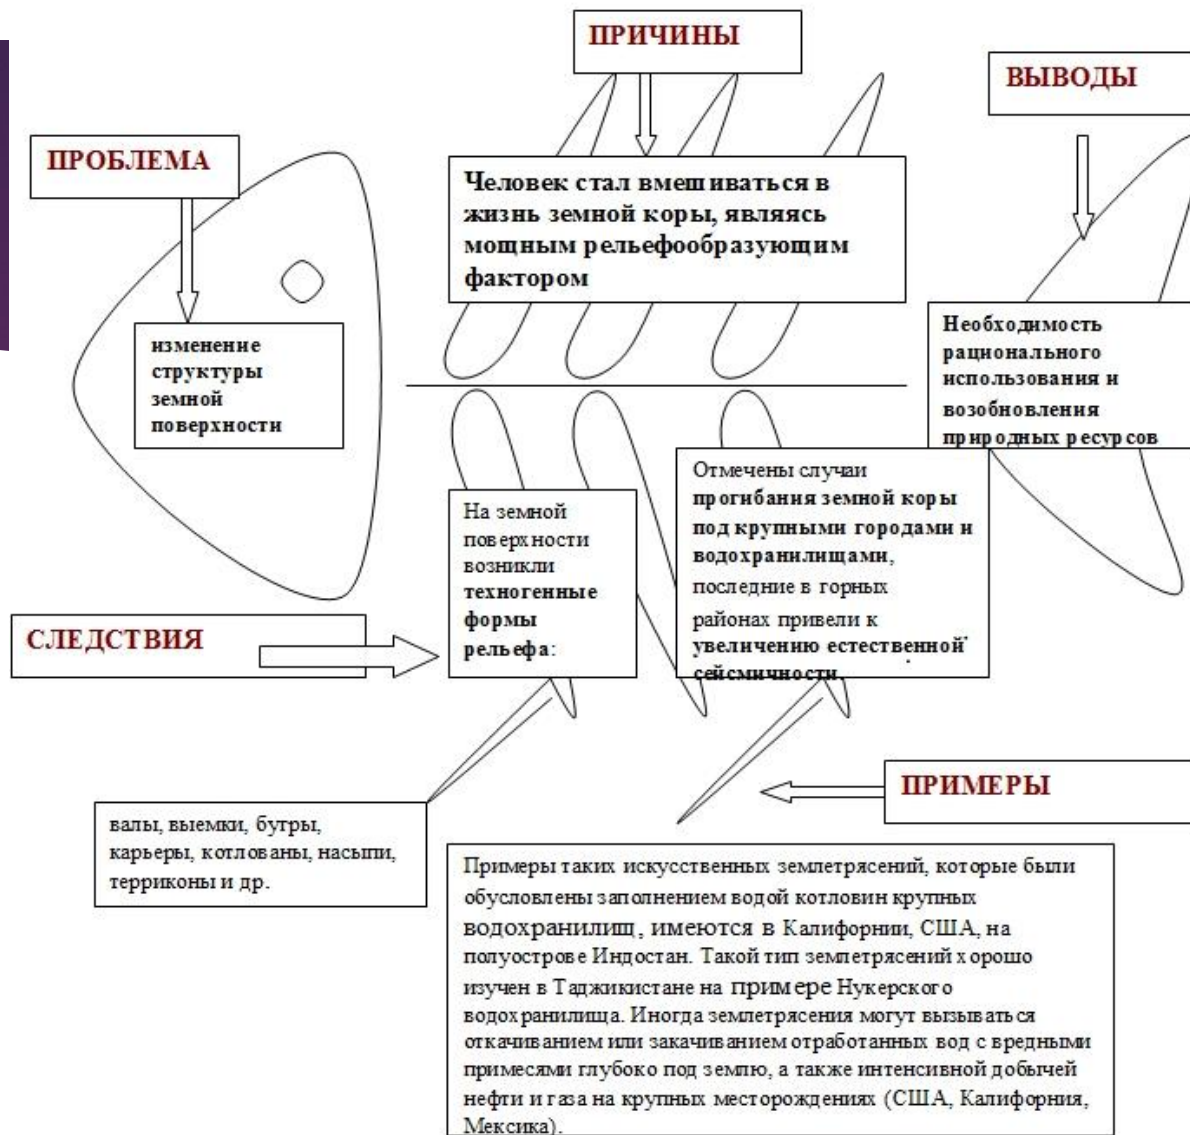 ПРИЧИНЫ
ВЫВОДЫ
ПРОБЛЕМА
Человек стал вмешиваться в
жизнь земной коры, являясь
мощным рельефообразующим
фактором
изменение
структуры
земной
поверхности
Необходимость
рационального
использования и
возобновления
природных ресурсов
На земной
поверхности
возникли
техногенные
формы
рельефа:
Отмечены случаи
прогибания земной коры
под крупными городами и
водохранилищами,
последние в горных
районах привели к
увеличению естественной
сейсмичности.
СЛЕДСТВИЯ
ПРИМЕРЫ
валы, выемки, бугры,
карьеры, котлованы, насыпи,
терриконы и др.
Примеры таких искусственных землетрясений, которые были
обусловлены заполнением водой котловин крупных
водохранилищ, имеются в Калифорнии, США, на
полуострове Индостан. Такой тип землетрясений хорошо
изучен в Таджикистане на примере Нукерского
водохранилища. Иногда землетрясения могут вызываться
откачиванием или закачиванием отработанных вод с вредными
примесями глубоко под землю, а также интенсивной добычей
нефти и газа на крупных месторождениях (США, Калифорния,
Мексика).